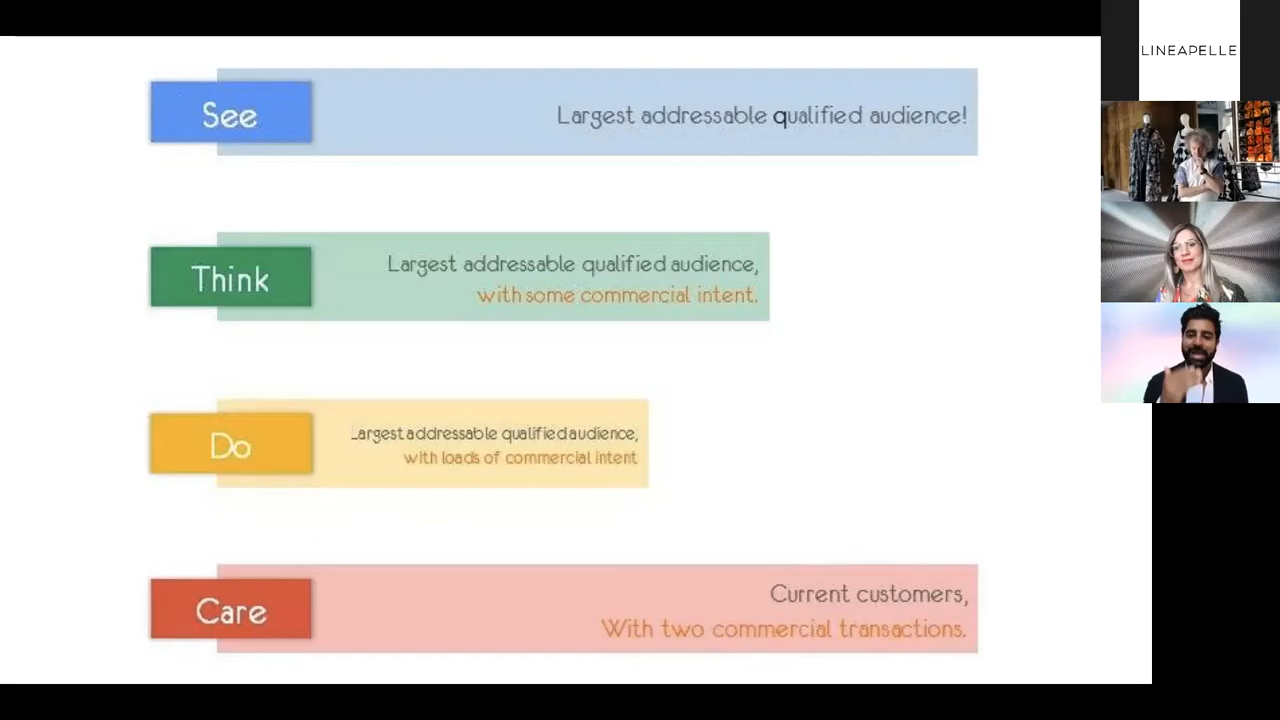 See
Largest addressable qualified audience!
Think
Largest addressable qualified audience,
with some commercial intent.
Do
Largest addressable qualified audience,
with loads of commercial intent
Care
Current customers,
With two commercial transactions.
LINEAPELLE